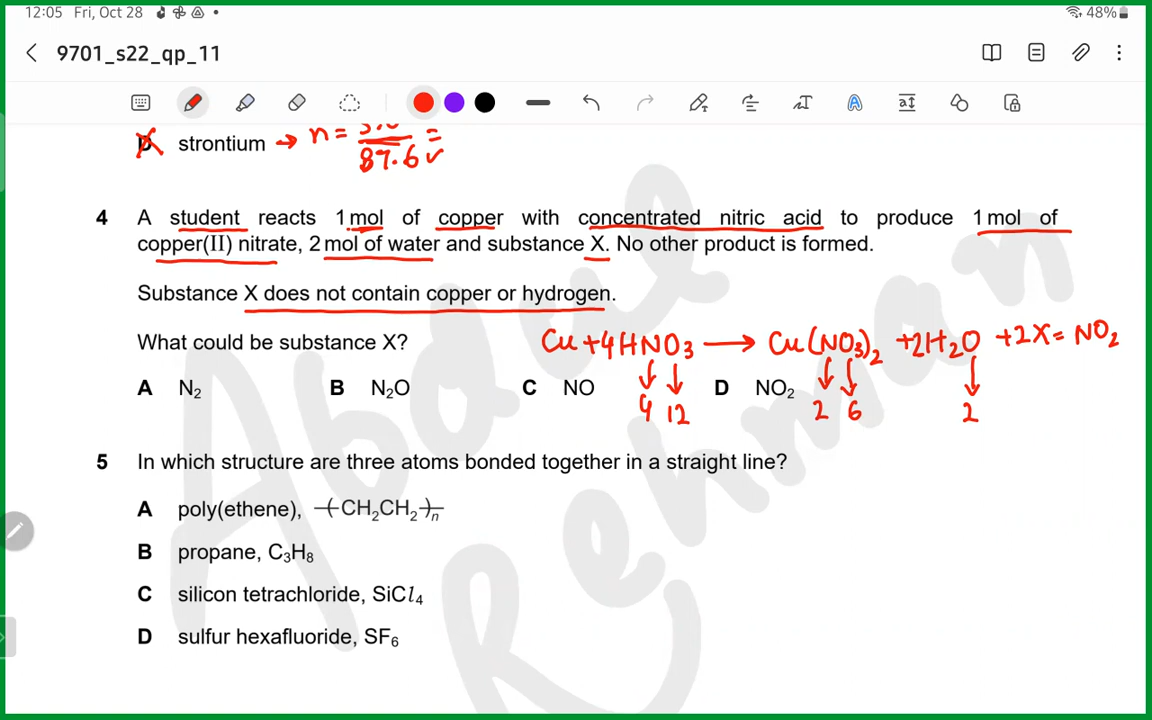 12:05 Fri, Oct 28
48%
9701_s22_qp_11
D strontium → n = 3.0 / 87.6 =
4 A student reacts 1 mol of copper with concentrated nitric acid to produce 1 mol of
copper(II) nitrate, 2 mol of water and substance X. No other product is formed.
Substance X does not contain copper or hydrogen.
What could be substance X?
Cu + 4HNO3 → Cu(NO3)2 + 2H2O + 2X = NO2
A N2 B N2O C NO D NO2
4 12 2 6 2
5 In which structure are three atoms bonded together in a straight line?
A poly(ethene), -(CH2CH2)-n
B propane, C3H8
C silicon tetrachloride, SiCl4
D sulfur hexafluoride, SF6
Abdul
Rehman